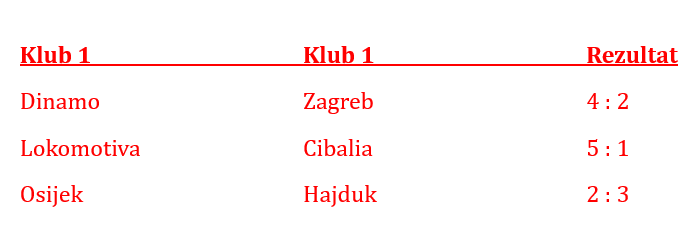 Klub 1 Klub 1 Rezultat
Dinamo Zagreb 4 : 2
Lokomotiva Cibalia 5 : 1
Osijek Hajduk 2 : 3